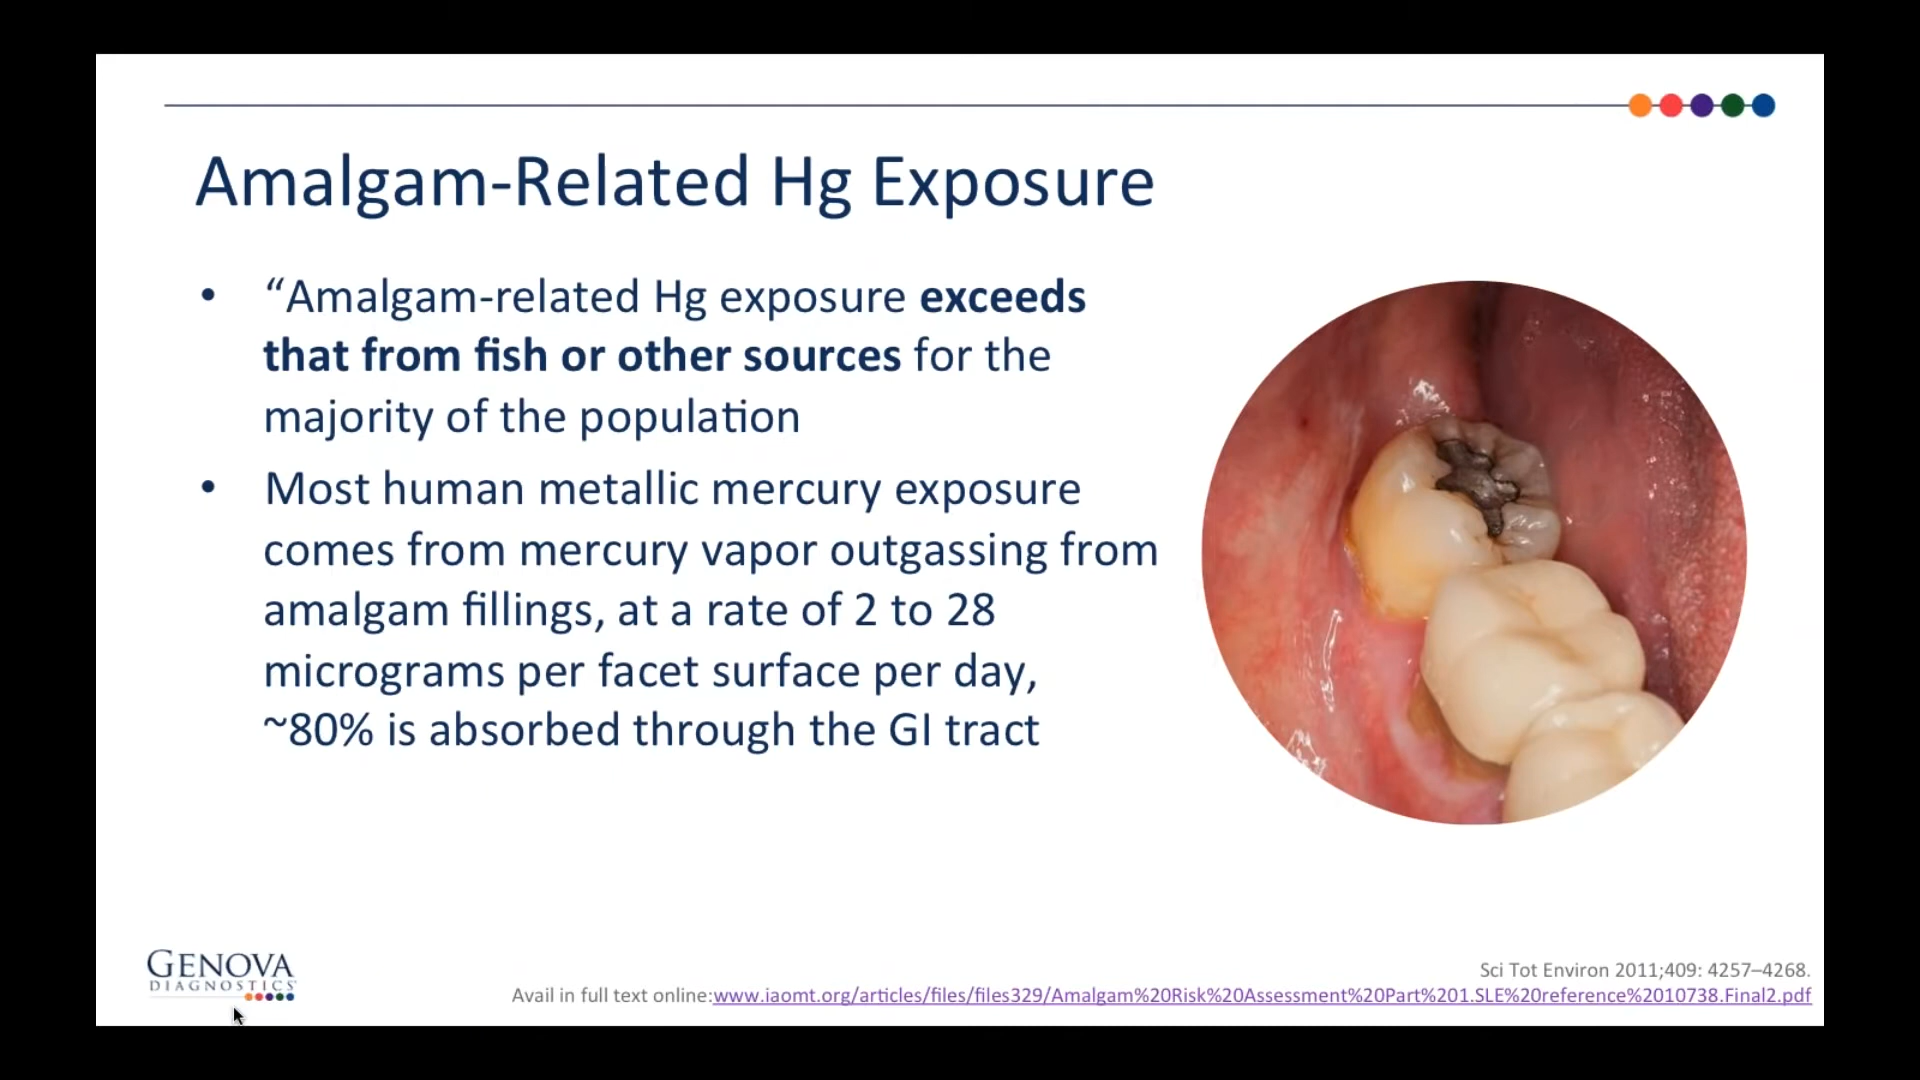 Amalgam-Related Hg Exposure
• “Amalgam-related Hg exposure exceeds
that from fish or other sources for the
majority of the population
• Most human metallic mercury exposure
comes from mercury vapor outgassing from
amalgam fillings, at a rate of 2 to 28
micrograms per facet surface per day,
~80% is absorbed through the GI tract
GENOVA
DIAGNOSTICS
Sci Tot Environ 2011;409: 4257–4268.
Avail in full text online:www.iaomt.org/articles/files/files329/Amalgam%20Risk%20Assessment%20Part%201.SLE%20reference%2010738.Final2.pdf